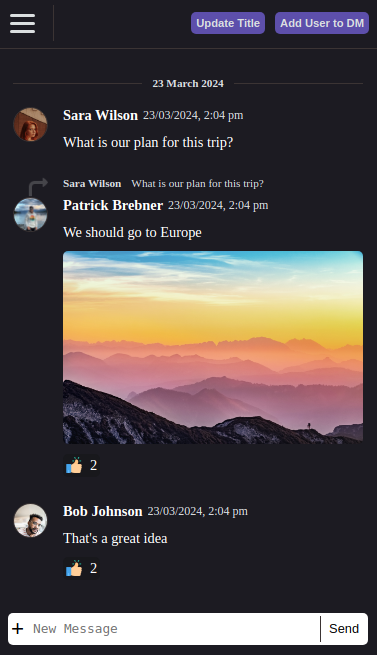 Update Title Add User to DM
23 March 2024
Sara Wilson 23/03/2024, 2:04 pm
What is our plan for this trip?
Sara Wilson What is our plan for this trip?
Patrick Brebner 23/03/2024, 2:04 pm
We should go to Europe
2
Bob Johnson 23/03/2024, 2:04 pm
That's a great idea
2
+ New Message Send